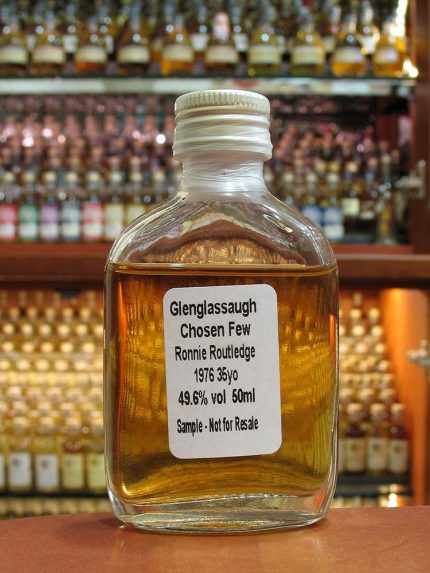 Glenglassaugh
Chosen Few
Ronnie Routledge
1976 35yo
49.6% vol 50ml
Sample - Not for Resale